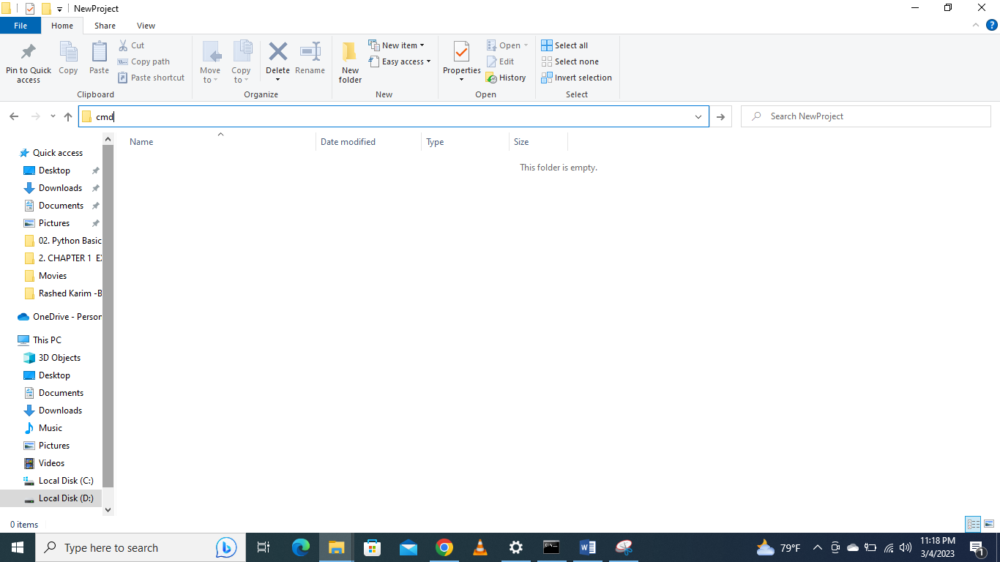 NewProject
File Home Share View
Pin to Quick access
Copy
Paste
Cut
Copy path
Paste shortcut
Clipboard
Move to
Copy to
Delete
Rename
Organize
New folder
New item
Easy access
New
Properties
Open
Edit
History
Open
Select all
Select none
Invert selection
Select
cmd
Search NewProject
Name Date modified Type Size
This folder is empty.
Quick access
Desktop
Downloads
Documents
Pictures
02. Python Basic
2. CHAPTER 1 E
Movies
Rashed Karim -B
OneDrive - Person
This PC
3D Objects
Desktop
Documents
Downloads
Music
Pictures
Videos
Local Disk (C:)
Local Disk (D:)
0 items
Type here to search
79°F
11:18 PM
3/4/2023
1